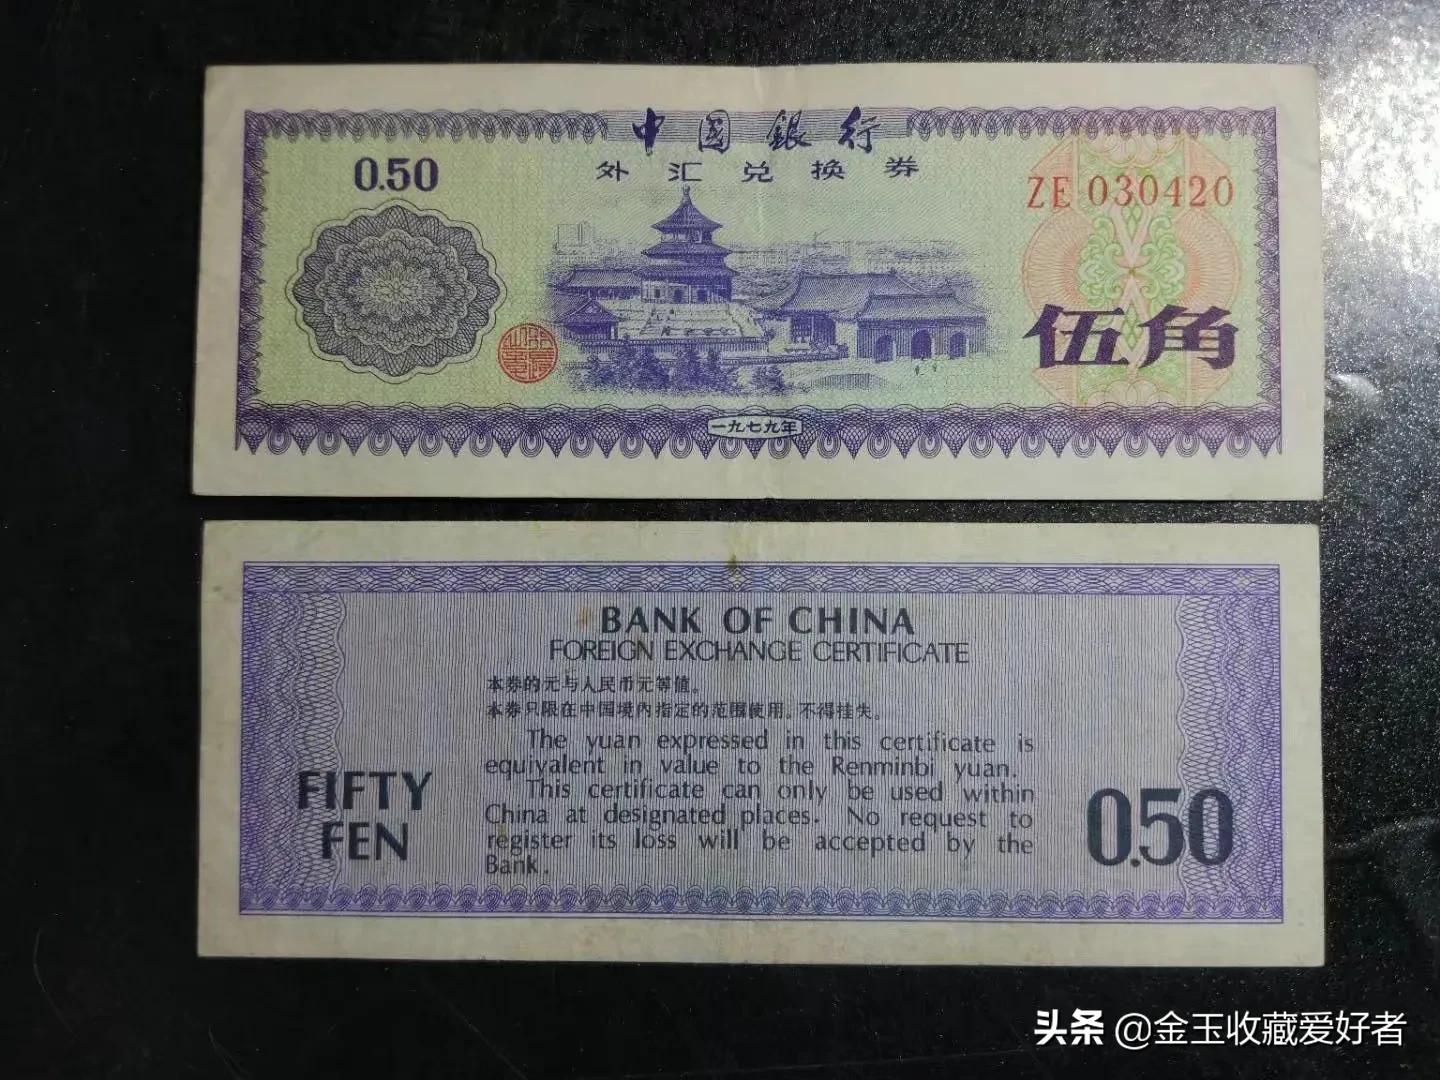 中國銀行
外汇兑换券
0.50
ZE 030420
伍角
一九七九年
BANK OF CHINA
FOREIGN EXCHANGE CERTIFICATE
本券的元与人民币元等值。
本券只限在中国境内指定的范围使用。不得挂失。
The yuan expressed in this certificate is
equivalent in value to the Renminbi yuan.
This certificate can only be used within
China at designated places. No request to
register its loss will be accepted by the
Bank.
FIFTY
FEN
0.50
头条 @金玉收藏爱好者